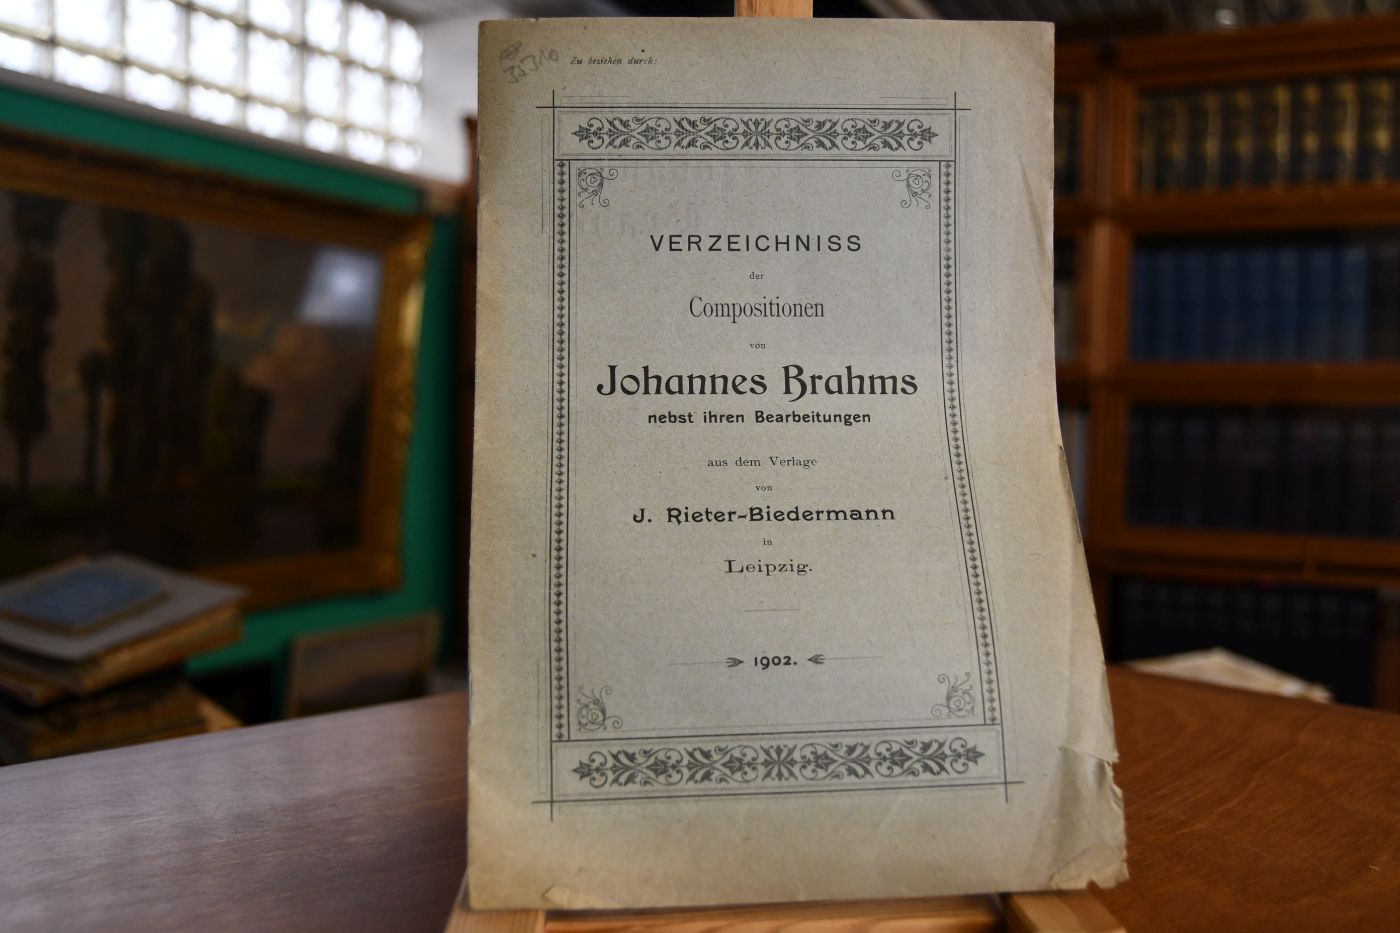 Zu beziehen durch:
VERZEICHNISS
der
Compositionen
von
Johannes Brahms
nebst ihren Bearbeitungen
aus dem Verlage
von
J. Rieter-Biedermann
in
Leipzig.
1902.